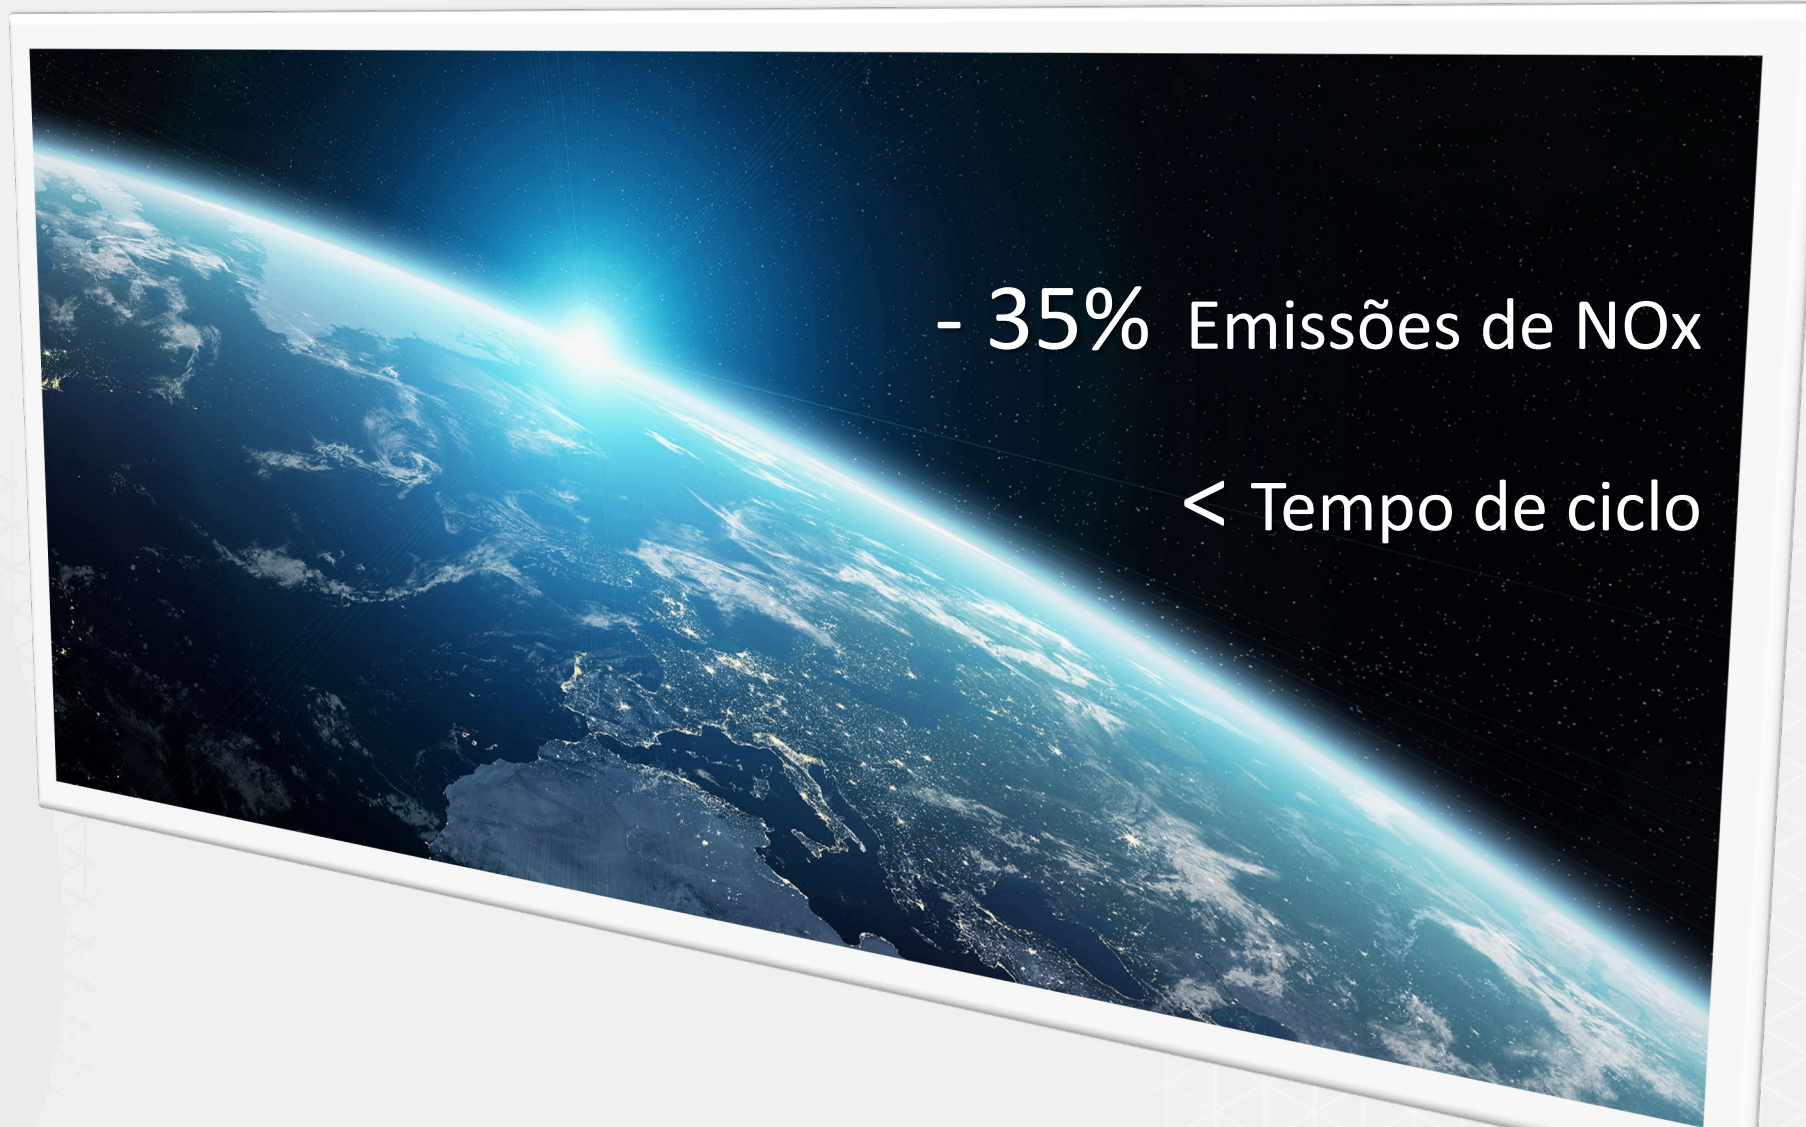 - 35% Emissões de NOx
< Tempo de ciclo